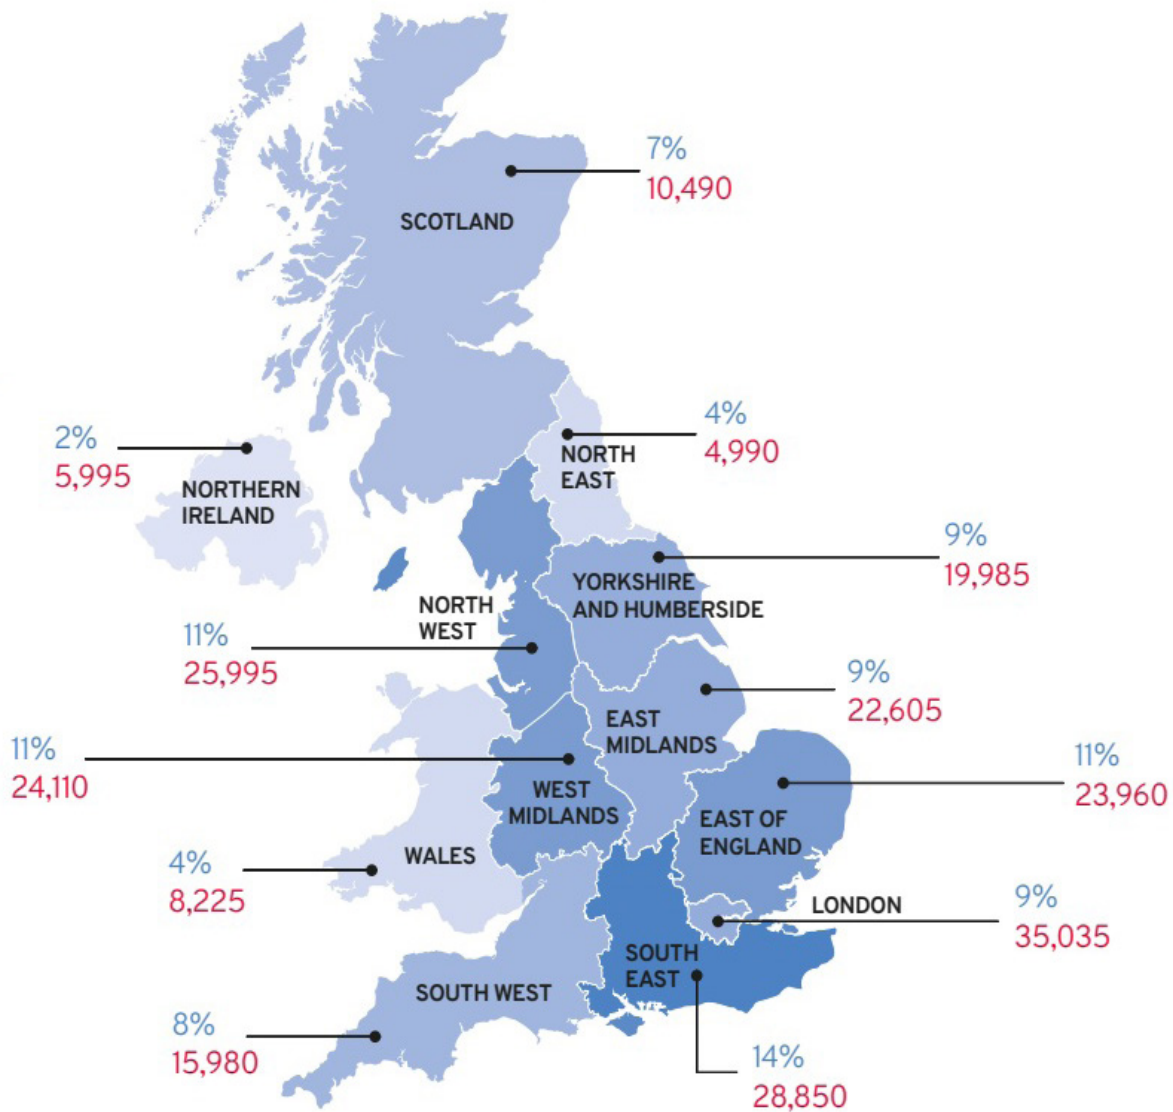 7%
10,490
SCOTLAND
4%
4,990
2%
5,995
NORTH
EAST
NORTHERN
IRELAND
9%
19,985
YORKSHIRE
AND HUMBERSIDE
NORTH
WEST
11%
25,995
9%
22,605
EAST
MIDLANDS
11%
24,110
11%
23,960
WEST
MIDLANDS
EAST OF
ENGLAND
WALES
4%
8,225
LONDON
9%
35,035
SOUTH
EAST
SOUTH WEST
8%
15,980
14%
28,850